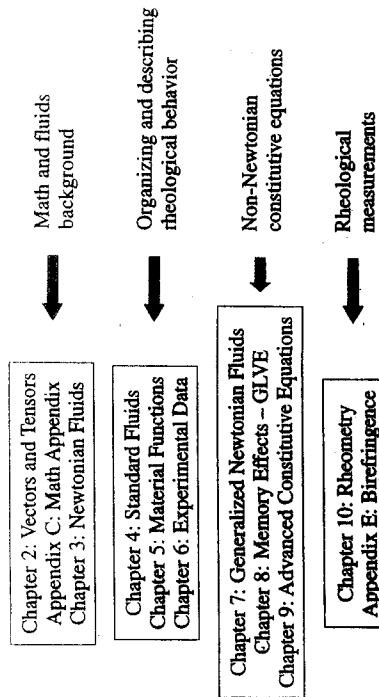 Chapter 2: Vectors and Tensors
Appendix C: Math Appendix
Chapter 3: Newtonian Fluids
Math and fluids
background
Chapter 4: Standard Fluids
Chapter 5: Material Functions
Chapter 6: Experimental Data
Organizing and describing
rheological behavior
Chapter 7: Generalized Newtonian Fluids
Chapter 8: Memory Effects – GLVE
Chapter 9: Advanced Constitutive Equations
Non-Newtonian
constitutive equations
Chapter 10: Rheometry
Appendix E: Birefringence
Rheological
measurements